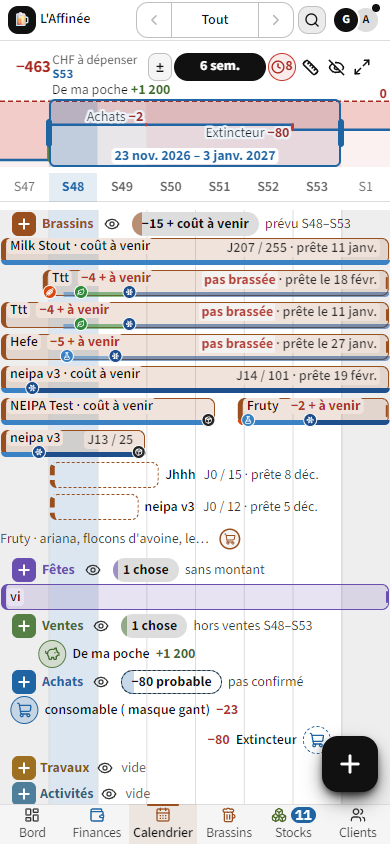 L'Affinée
Tout
G
A
−463
CHF à dépenser
S53
De ma poche +1 200
±
6 sem.
8
0
Achats −2
Extincteur −80
23 nov. 2026 – 3 janv. 2027
S47 S48 S49 S50 S51 S52 S53 S1
Brassins −15 + coût à venir prévu S48–S53
Milk Stout · coût à venir J207 / 255 · prête 11 janv.
Ttt −4 + à venir pas brassée · prête le 18 févr.
Ttt −4 + à venir pas brassée · prête le 11 janv.
Hefe −5 + à venir pas brassée · prête le 27 janv.
neipa v3 · coût à venir J14 / 101 · prête 19 févr.
NEIPA Test · coût à venir Fruty −2 + à venir
neipa v3 J13 / 25
Jhhh J0 / 15 · prête 8 déc.
neipa v3 J0 / 12 · prête 5 déc.
Fruty · ariana, flocons d'avoine, le…
Fêtes 1 chose sans montant
vi
Ventes 1 chose hors ventes S48–S53
De ma poche +1 200
Achats −80 probable pas confirmé
consomable ( masque gant) −23
−80 Extincteur
Travaux vide
Activités vide
Bord Finances Calendrier Brassins Stocks 11 Clients